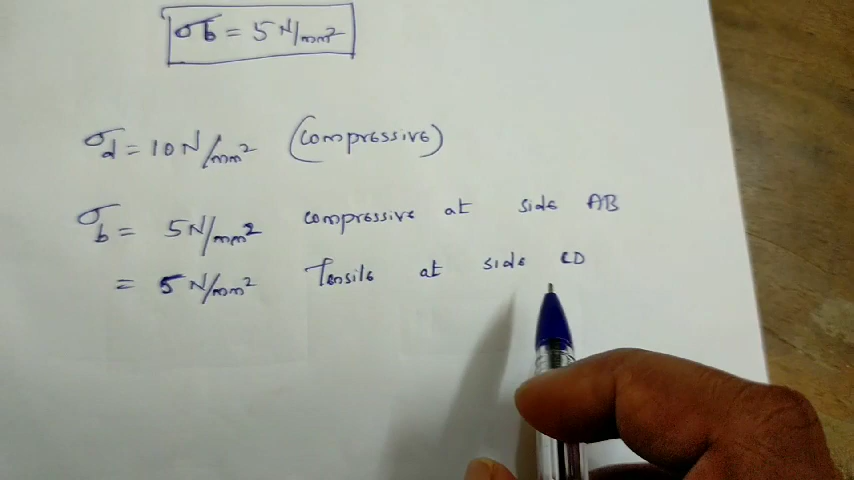 σb = 5 N/mm²
σd = 10 N/mm² (compressive)
σb = 5 N/mm² compressive at side AB
= 5 N/mm² Tensile at side CD